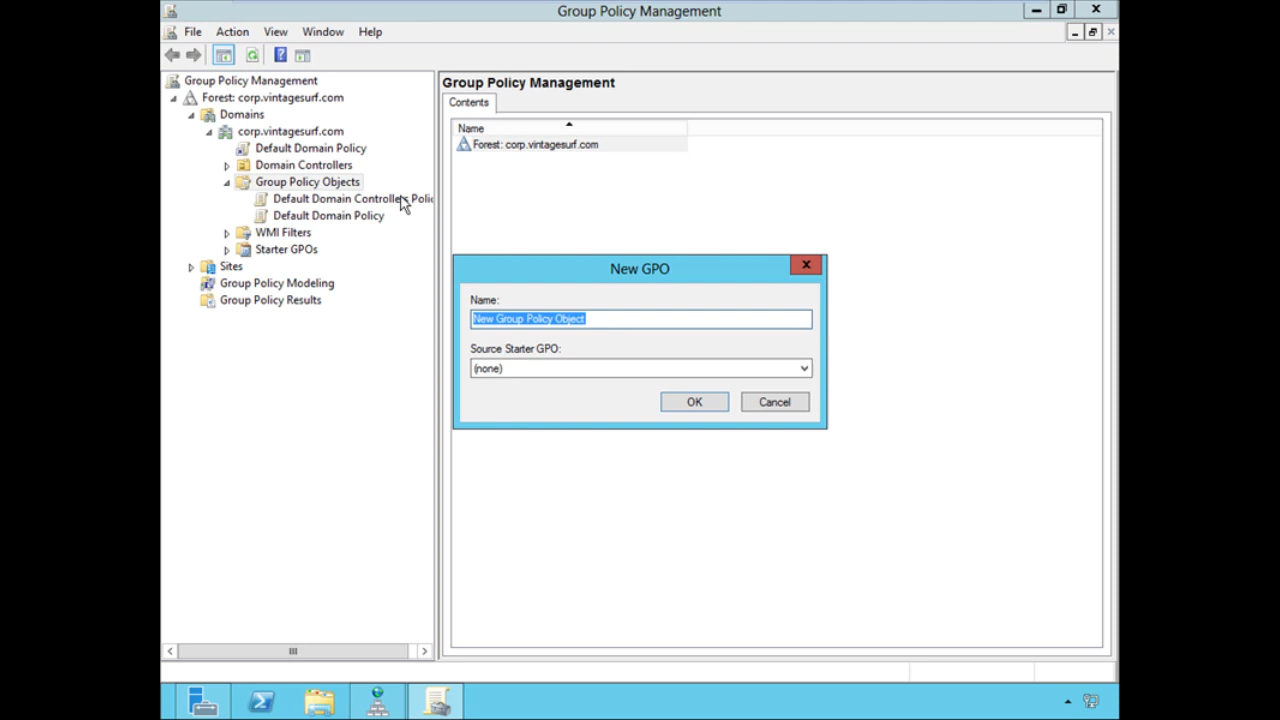 Group Policy Management
File Action View Window Help
Group Policy Management
Forest: corp.vintagesurf.com
Domains
corp.vintagesurf.com
Default Domain Policy
Domain Controllers
Group Policy Objects
Default Domain Controllers Polic
Default Domain Policy
WMI Filters
Starter GPOs
Sites
Group Policy Modeling
Group Policy Results
Group Policy Management
Contents
Name
Forest: corp.vintagesurf.com
New GPO
Name:
New Group Policy Object
Source Starter GPO:
(none)
OK Cancel